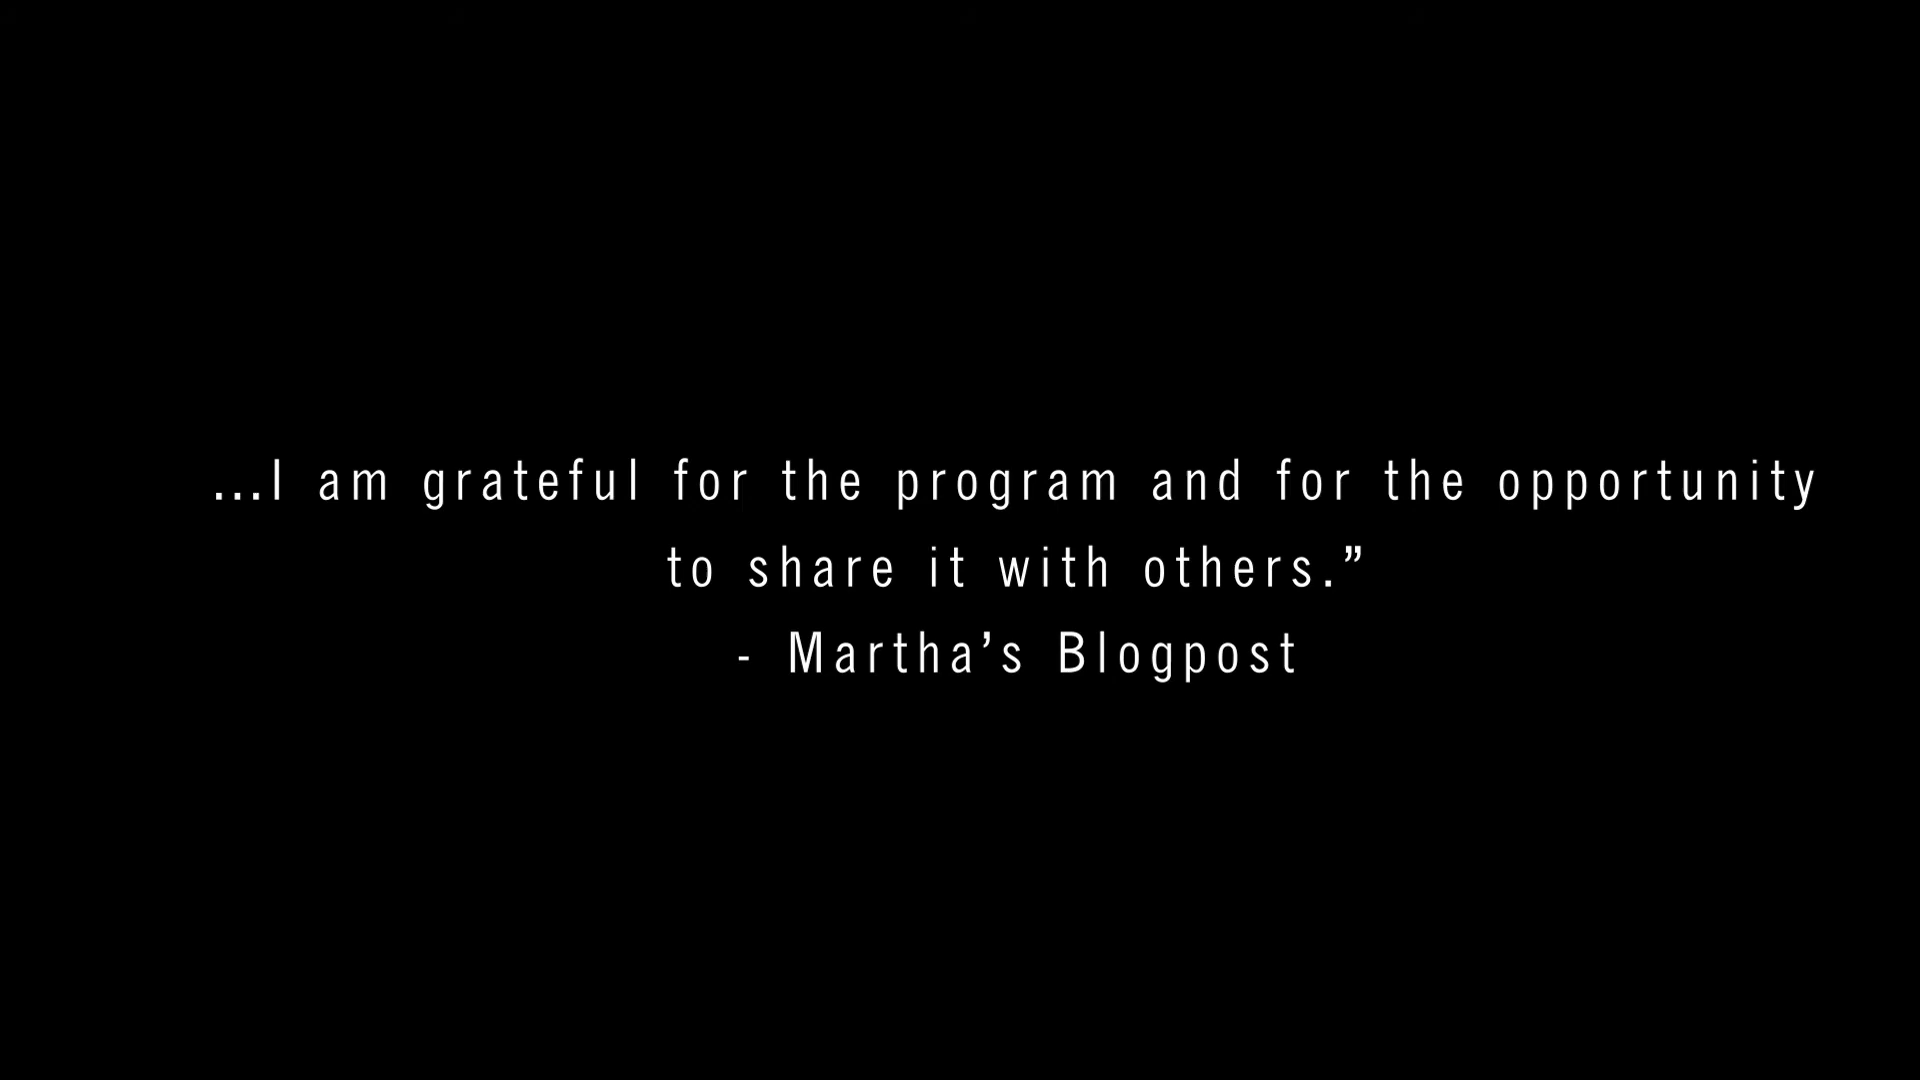 ...I am grateful for the program and for the opportunity
to share it with others.”
- Martha’s Blogpost